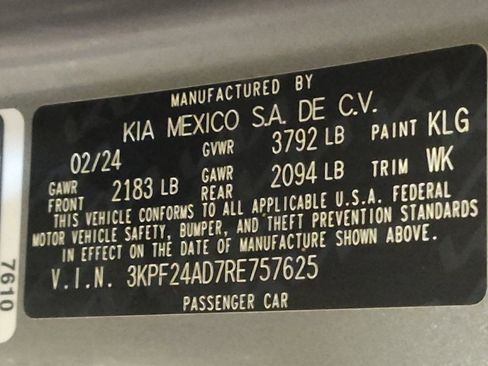 MANUFACTURED BY
KIA MEXICO S.A. DE C.V.
02/24 GVWR 3792 LB PAINT KLG
GAWR FRONT 2183 LB GAWR REAR 2094 LB TRIM WK
THIS VEHICLE CONFORMS TO ALL APPLICABLE U.S.A. FEDERAL
MOTOR VEHICLE SAFETY, BUMPER, AND THEFT PREVENTION STANDARDS
IN EFFECT ON THE DATE OF MANUFACTURE SHOWN ABOVE.
V.I.N. 3KPF24AD7RE757625
PASSENGER CAR
7610